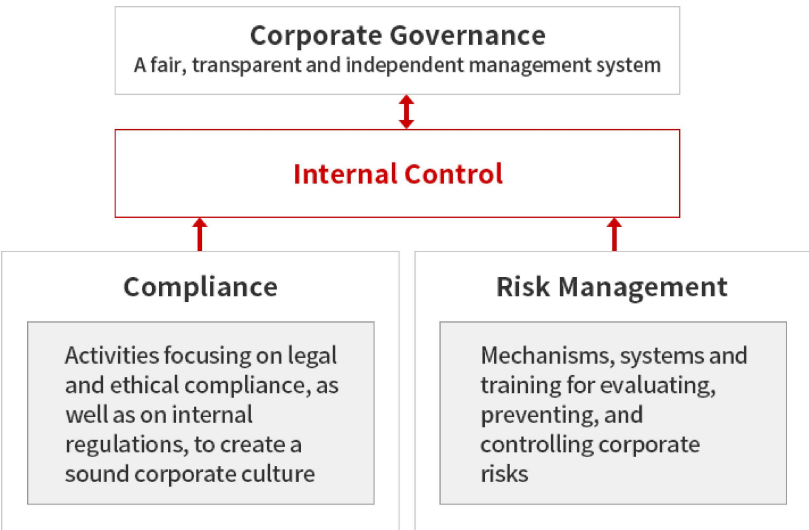 Corporate Governance
A fair, transparent and independent management system
Internal Control
Compliance
Activities focusing on legal
and ethical compliance, as
well as on internal
regulations, to create a
sound corporate culture
Risk Management
Mechanisms, systems and
training for evaluating,
preventing, and
controlling corporate
risks